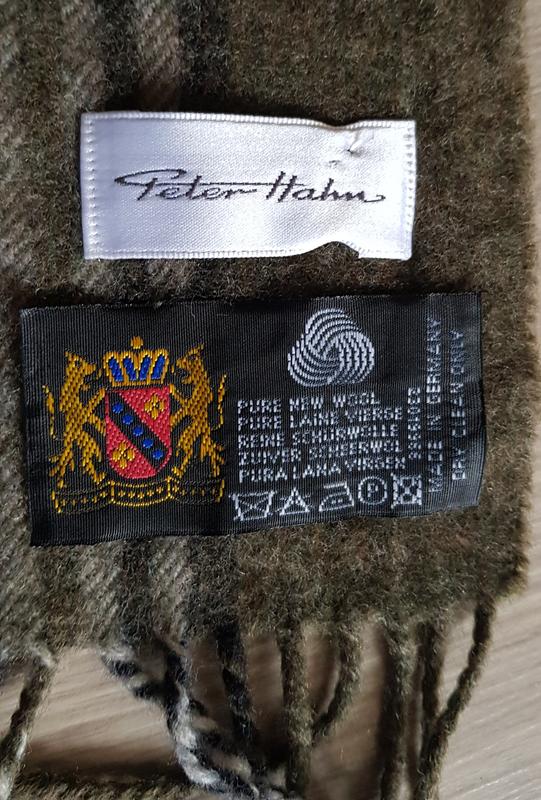 Peter Hahn
PURE NEW WOOL
PURE LAINE VIERGE
REINE SCHURWOLLE
ZUIVER SCHEERWOL
PURA LANA VIRGEN
P
MADE IN GERMANY
DRY CLEAN ONLY